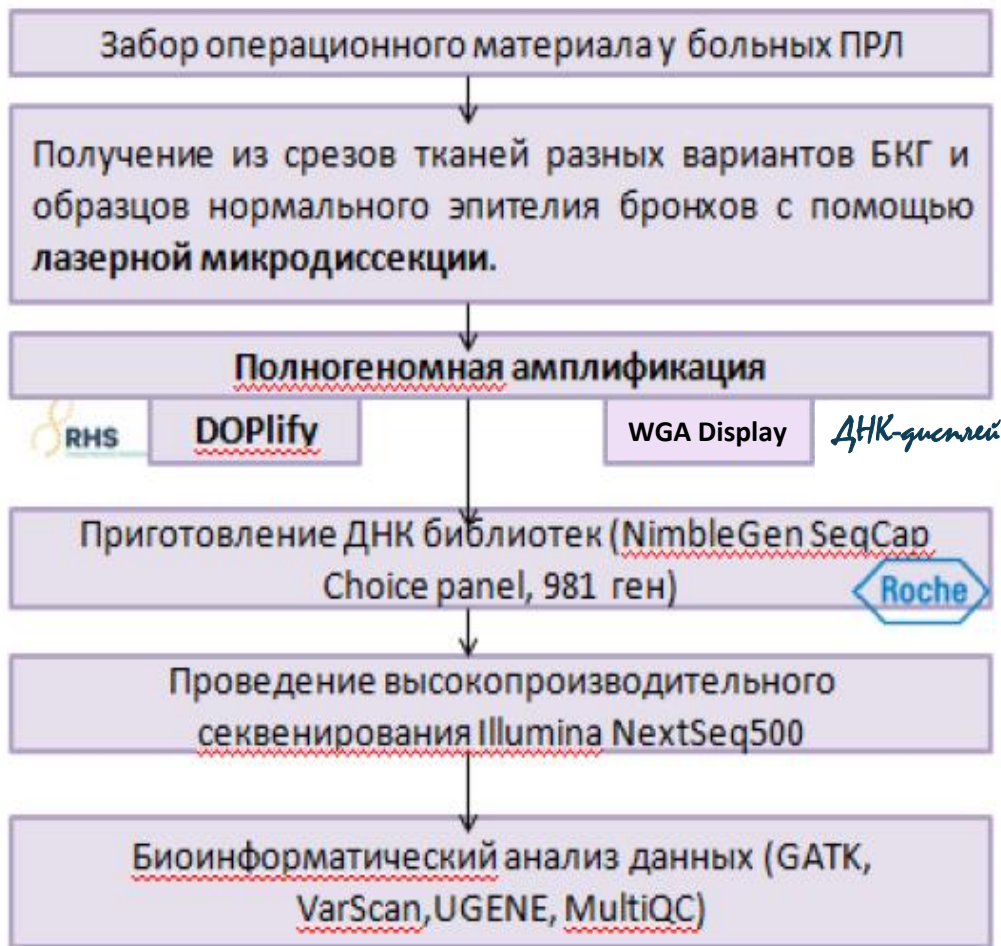 Забор операционного материала у больных ПРЛ
Получение из срезов тканей разных вариантов БКГ и
образцов нормального эпителия бронхов с помощью
лазерной микродиссекции.
Полногеномная амплификация
RHS
DOPlify
WGA Display
ДНК-дисплей
Приготовление ДНК библиотек (NimbleGen SeqCap
Choice panel, 981 ген)
Roche
Проведение высокопроизводительного
секвенирования Illumina NextSeq500
Биоинформатический анализ данных (GATK,
VarScan,UGENE, MultiQC)